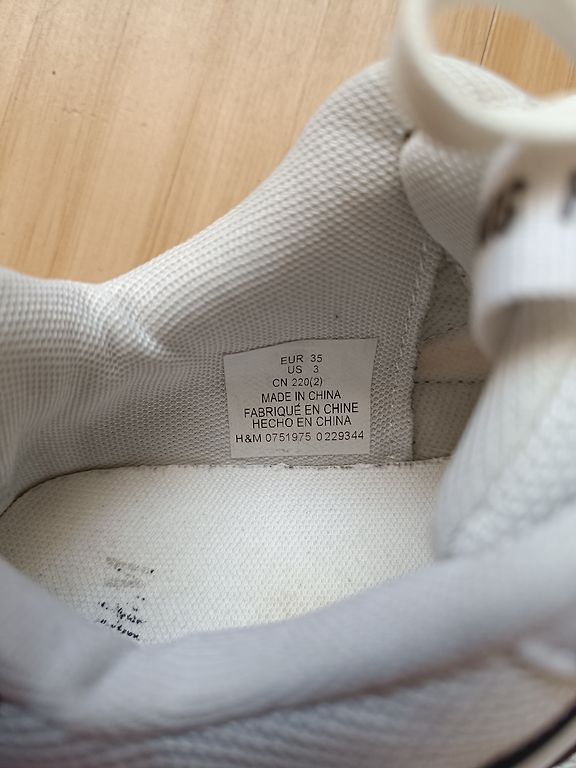 EUR 35
US 3
CN 220(2)
MADE IN CHINA
FABRIQUÉ EN CHINE
HECHO EN CHINA
H&M 0751975 0229344